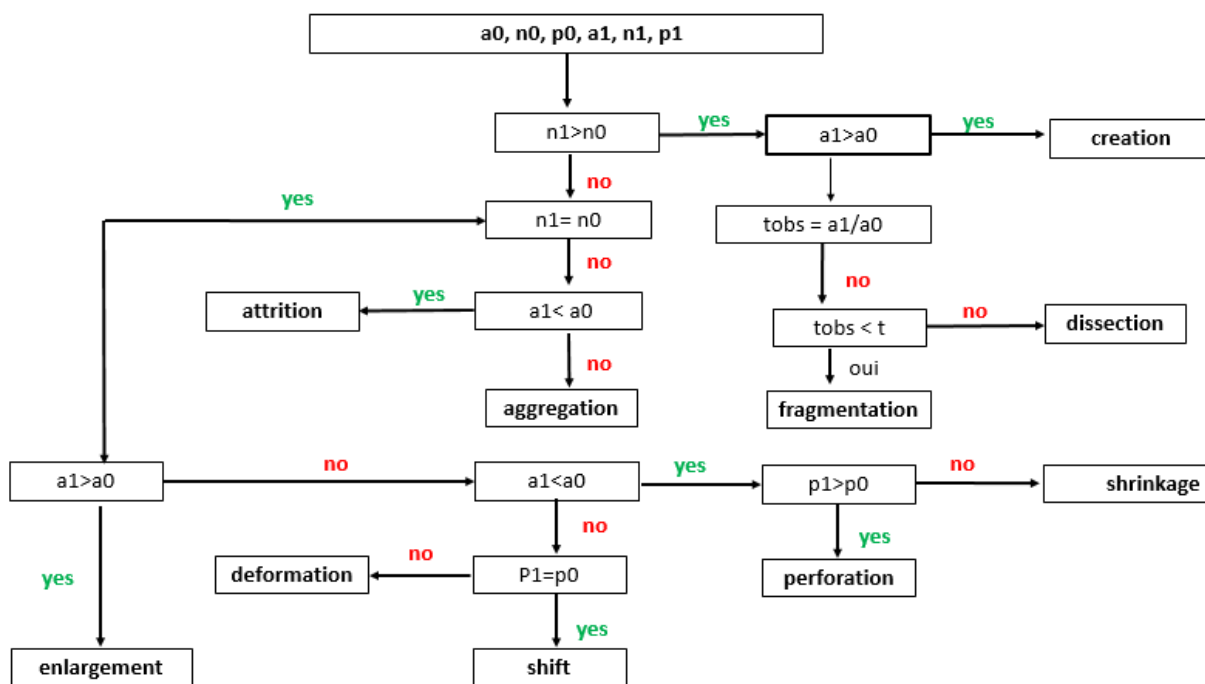 a0, n0, p0, a1, n1, p1
n1>n0
yes
a1>a0
yes
creation
no
yes
n1= n0
tobs = a1/a0
no
no
attrition
yes
a1< a0
tobs < t
no
dissection
no
oui
aggregation
fragmentation
a1>a0
no
a1<a0
yes
p1>p0
no
shrinkage
no
yes
yes
deformation
no
P1=p0
perforation
yes
enlargement
shift